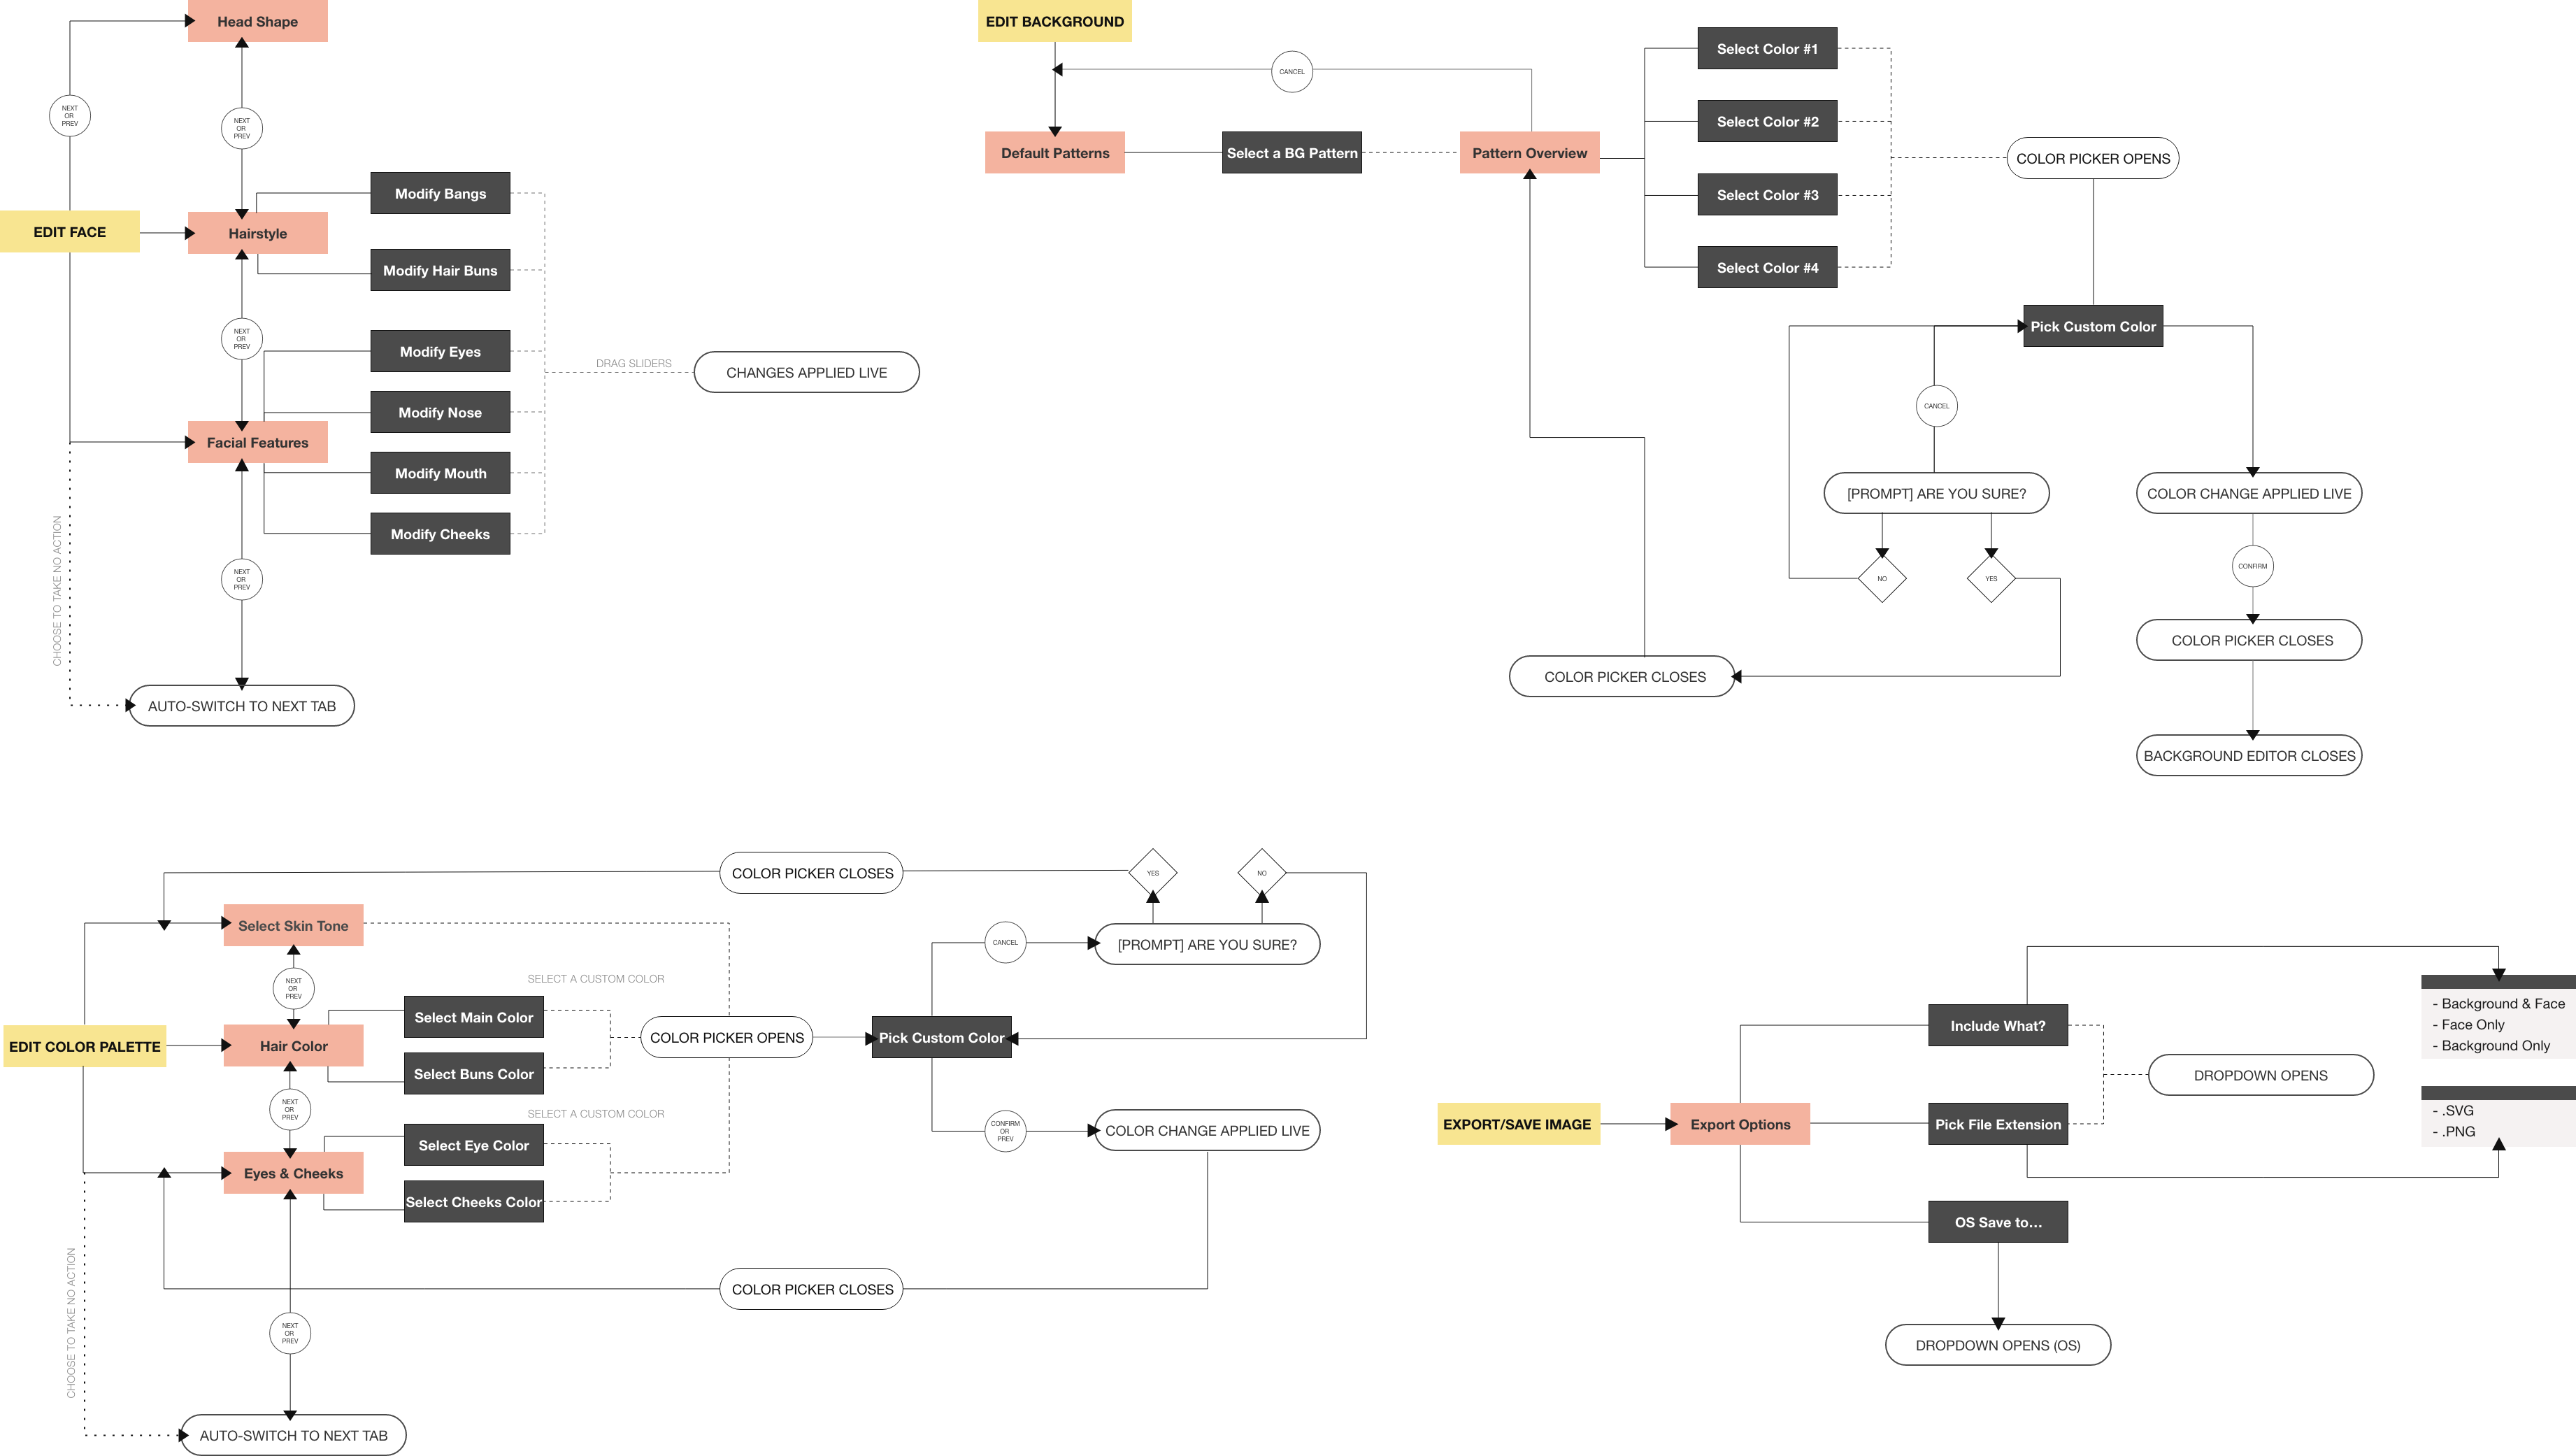 Head Shape
NEXT
OR
PREV
NEXT
OR
PREV
EDIT FACE
Hairstyle
Modify Bangs
Modify Hair Buns
NEXT
OR
PREV
Modify Eyes
Modify Nose
Facial Features
Modify Mouth
Modify Cheeks
DRAG SLIDERS
CHANGES APPLIED LIVE
CHOOSE TO TAKE NO ACTION
NEXT
OR
PREV
AUTO-SWITCH TO NEXT TAB
EDIT BACKGROUND
CANCEL
Default Patterns
Select a BG Pattern
Pattern Overview
Select Color #1
Select Color #2
Select Color #3
Select Color #4
COLOR PICKER OPENS
Pick Custom Color
CANCEL
[PROMPT] ARE YOU SURE?
NO
YES
COLOR PICKER CLOSES
COLOR CHANGE APPLIED LIVE
CONFIRM
COLOR PICKER CLOSES
BACKGROUND EDITOR CLOSES
COLOR PICKER CLOSES
YES
NO
Select Skin Tone
CANCEL
[PROMPT] ARE YOU SURE?
NEXT
OR
PREV
SELECT A CUSTOM COLOR
EDIT COLOR PALETTE
Hair Color
Select Main Color
Select Buns Color
COLOR PICKER OPENS
Pick Custom Color
NEXT
OR
PREV
SELECT A CUSTOM COLOR
Eyes & Cheeks
Select Eye Color
Select Cheeks Color
CONFIRM
OR
PREV
COLOR CHANGE APPLIED LIVE
COLOR PICKER CLOSES
CHOOSE TO TAKE NO ACTION
NEXT
OR
PREV
AUTO-SWITCH TO NEXT TAB
EXPORT/SAVE IMAGE
Export Options
Include What?
Pick File Extension
OS Save to...
DROPDOWN OPENS
- Background & Face
- Face Only
- Background Only
- .SVG
- .PNG
DROPDOWN OPENS (OS)